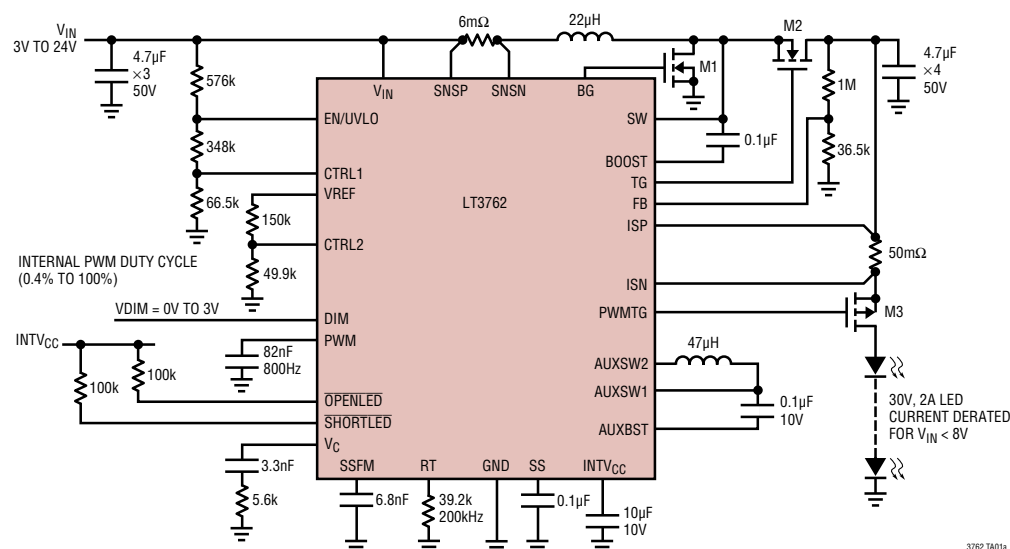 V_IN
3V TO 24V
4.7µF
×3
50V
576k
348k
66.5k
6mΩ
22µH
M1
M2
1M
36.5k
4.7µF
×4
50V
V_IN
SNSP
SNSN
BG
EN/UVLO
CTRL1
VREF
150k
CTRL2
49.9k
LT3762
SW
BOOST
0.1µF
TG
FB
ISP
ISN
50mΩ
PWMTG
M3
INTERNAL PWM DUTY CYCLE
(0.4% TO 100%)
VDIM = 0V TO 3V
DIM
PWM
82nF
800Hz
INTV_CC
100k
100k
OPENLED
SHORTLED
V_C
3.3nF
5.6k
AUXSW2
47µH
AUXSW1
AUXBST
0.1µF
10V
30V, 2A LED
CURRENT DERATED
FOR V_IN < 8V
SSFM
RT
GND
SS
INTV_CC
6.8nF
39.2k
200kHz
0.1µF
10µF
10V
3762 TA01a